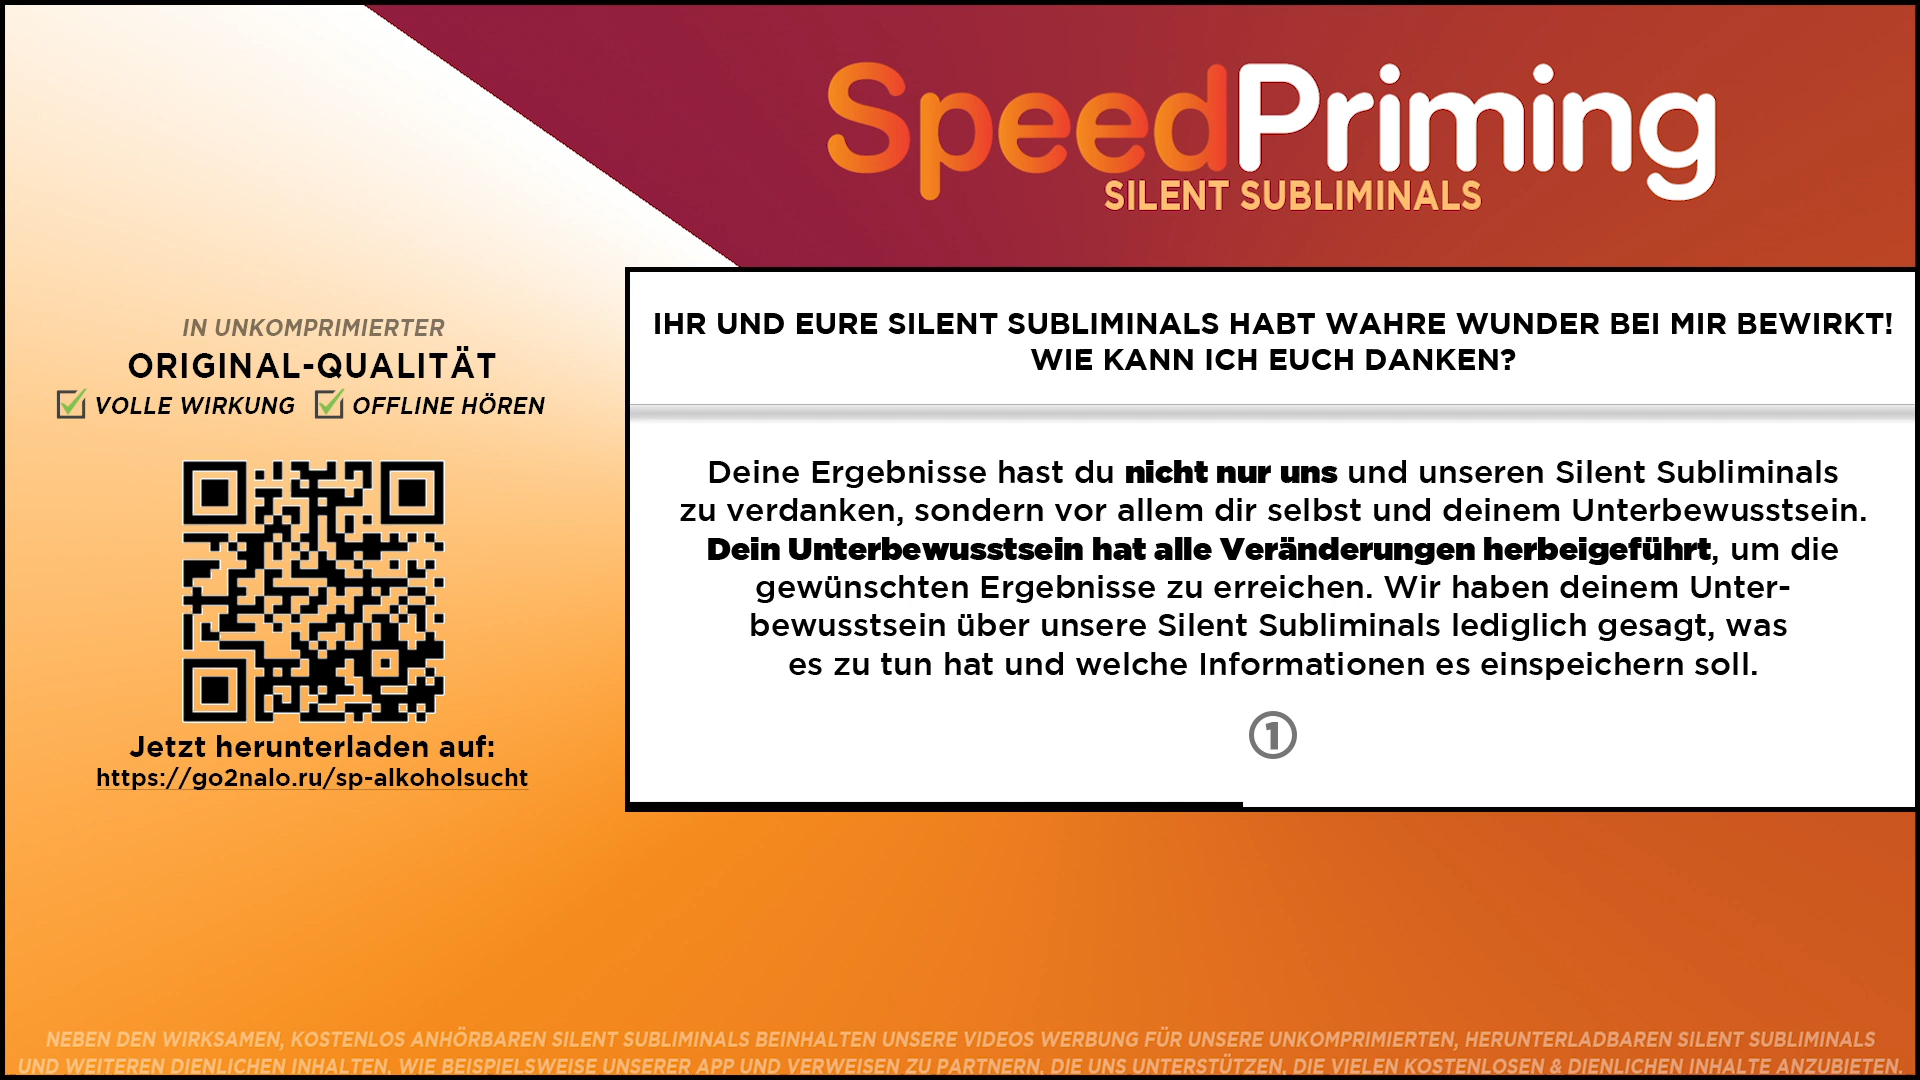 SpeedPriming
SILENT SUBLIMINALS
IN UNKOMPRIMIERTER
ORIGINAL-QUALITÄT
VOLLE WIRKUNG OFFLINE HÖREN
Jetzt herunterladen auf:
https://go2nalo.ru/sp-alkoholsucht
IHR UND EURE SILENT SUBLIMINALS HABT WAHRE WUNDER BEI MIR BEWIRKT!
WIE KANN ICH EUCH DANKEN?
Deine Ergebnisse hast du nicht nur uns und unseren Silent Subliminals
zu verdanken, sondern vor allem dir selbst und deinem Unterbewusstsein.
Dein Unterbewusstsein hat alle Veränderungen herbeigeführt, um die
gewünschten Ergebnisse zu erreichen. Wir haben deinem Unter-
bewusstsein über unsere Silent Subliminals lediglich gesagt, was
es zu tun hat und welche Informationen es einspeichern soll.
①
NEBEN DEN WIRKSAMEN, KOSTENLOS ANHÖRBAREN SILENT SUBLIMINALS BEINHALTEN UNSERE VIDEOS WERBUNG FÜR UNSERE UNKOMPRIMIERTEN, HERUNTERLADBAREN SILENT SUBLIMINALS
UND WEITEREN DIENLICHEN INHALTEN, WIE BEISPIELSWEISE UNSERER APP UND VERWEISEN ZU PARTNERN, DIE UNS UNTERSTÜTZEN, DIE VIELEN KOSTENLOSEN & DIENLICHEN INHALTE ANZUBIETEN.